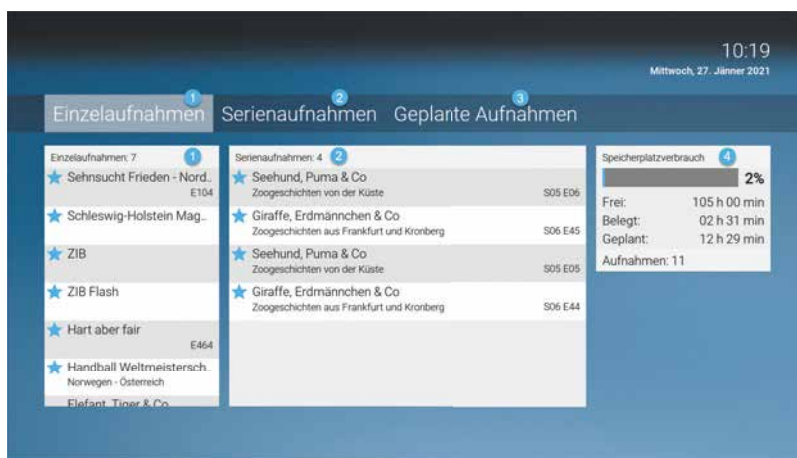 10:19
Mittwoch, 27. Jänner 2021
1 2 3
Einzelaufnahmen Serienaufnahmen Geplante Aufnahmen
Einzelaufnahmen: 7 1
Sehnsucht Frieden - Nord..
E104
Schleswig-Holstein Mag..
ZIB
ZIB Flash
Hart aber fair
E464
Handball Weltmeistersch..
Norwegen - Österreich
Elefant, Tiger & Co
Serienaufnahmen: 4 2
Seehund, Puma & Co
Zoogeschichten von der Küste S05 E06
Giraffe, Erdmännchen & Co
Zoogeschichten aus Frankfurt und Kronberg S06 E45
Seehund, Puma & Co
Zoogeschichten von der Küste S05 E05
Giraffe, Erdmännchen & Co
Zoogeschichten aus Frankfurt und Kronberg S06 E44
Speicherplatzverbrauch 4
2%
Frei: 105 h 00 min
Belegt: 02 h 31 min
Geplant: 12 h 29 min
Aufnahmen: 11